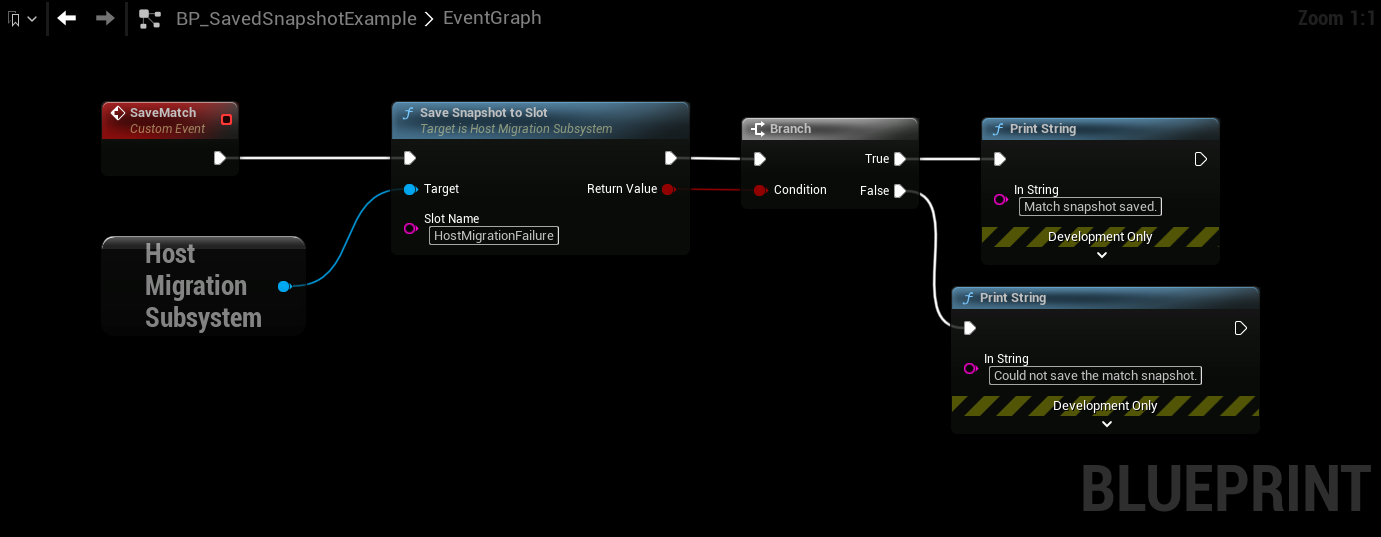 BP_SavedSnapshotExample > EventGraph
Zoom 1:1
SaveMatch
Custom Event
Save Snapshot to Slot
Target is Host Migration Subsystem
Target
Return Value
Slot Name
HostMigrationFailure
Host
Migration
Subsystem
Branch
True
Condition
False
Print String
In String
Match snapshot saved.
Development Only
Print String
In String
Could not save the match snapshot.
Development Only
BLUEPRINT